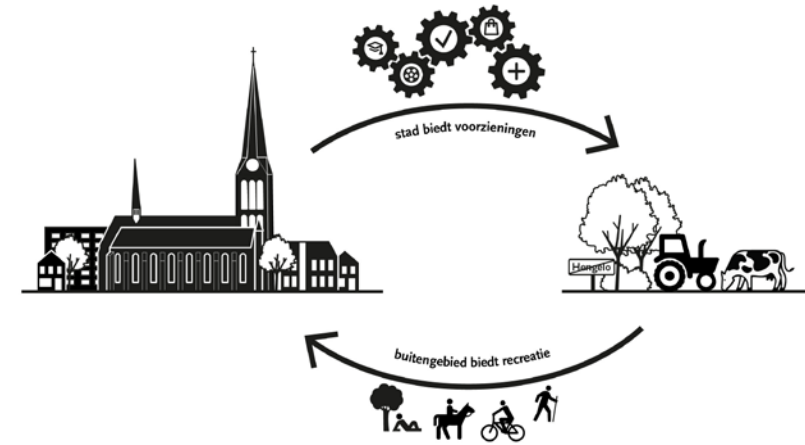 stad biedt voorzieningen
Hengelo
buitengebied biedt recreatie